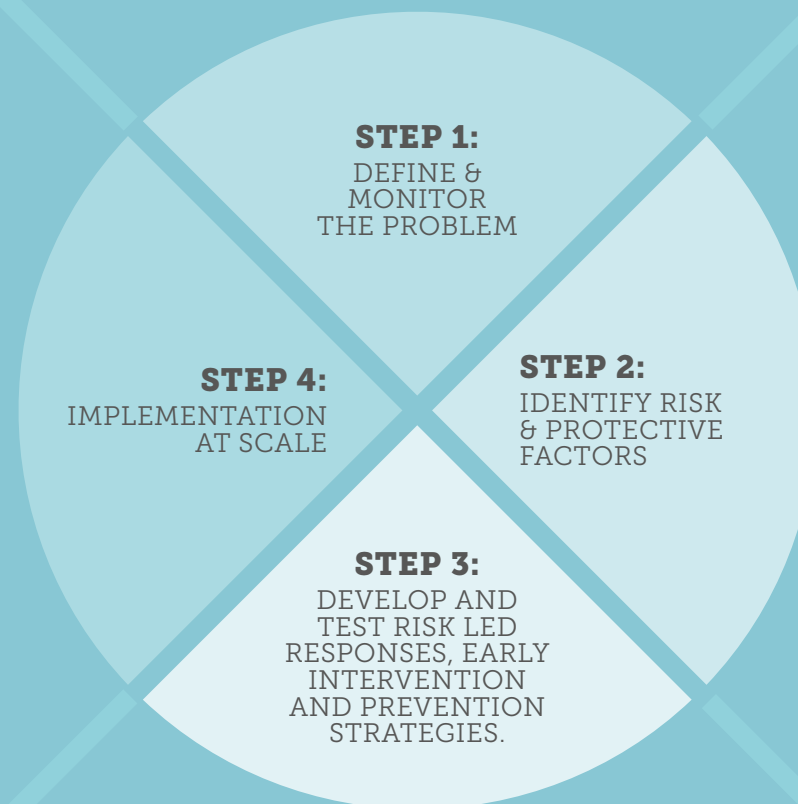 STEP 1:
DEFINE &
MONITOR
THE PROBLEM
STEP 2:
IDENTIFY RISK
& PROTECTIVE
FACTORS
STEP 3:
DEVELOP AND
TEST RISK LED
RESPONSES, EARLY
INTERVENTION
AND PREVENTION
STRATEGIES.
STEP 4:
IMPLEMENTATION
AT SCALE